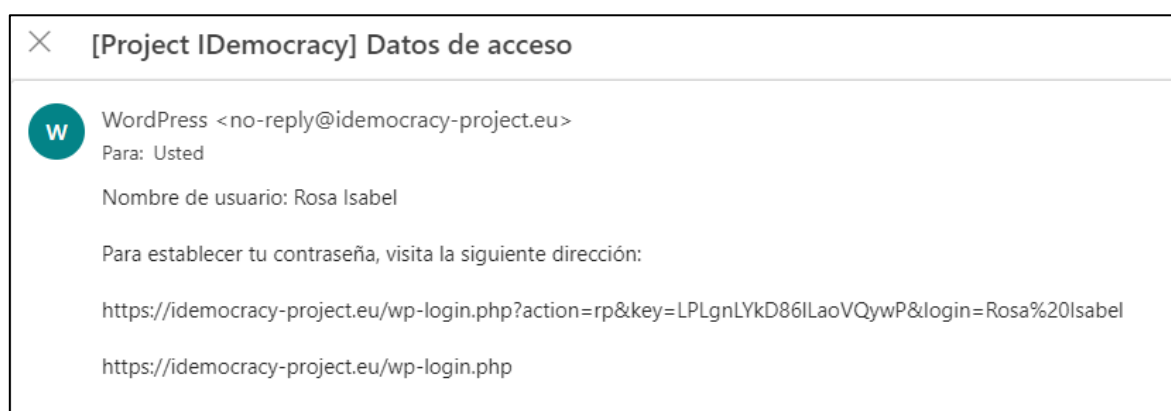 [Project IDemocracy] Datos de acceso
W
WordPress <no-reply@idemocracy-project.eu>
Para: Usted
Nombre de usuario: Rosa Isabel
Para establecer tu contraseña, visita la siguiente dirección:
https://idemocracy-project.eu/wp-login.php?action=rp&key=LPLgnLYkD86lLaoVQywP&login=Rosa%20Isabel
https://idemocracy-project.eu/wp-login.php